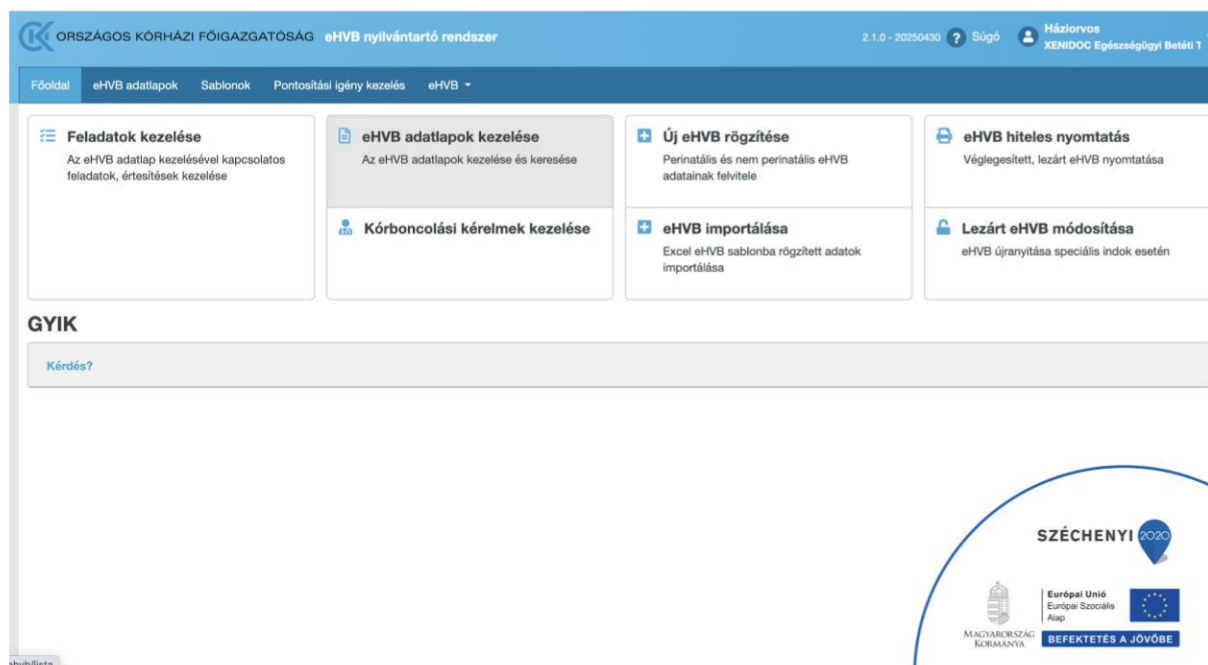 ORSZÁGOS KÓRHÁZI FŐIGAZGATÓSÁG eHVB nyilvántartó rendszer
2.1.0 - 20250430 ? Súgó
Háziorvos
XENIDOC Egészségügyi Betéti T
Főoldal eHVB adatlapok Sablonok Pontosítási igény kezelés eHVB
Feladatok kezelése
Az eHVB adatlap kezelésével kapcsolatos
feladatok, értesítések kezelése
eHVB adatlapok kezelése
Az eHVB adatlapok kezelése és keresése
Új eHVB rögzítése
Perinatális és nem perinatális eHVB
adatainak felvitele
eHVB hiteles nyomtatás
Véglegesített, lezárt eHVB nyomtatása
Kórboncolási kérelmek kezelése
eHVB importálása
Excel eHVB sablonba rögzített adatok
importálása
Lezárt eHVB módosítása
eHVB újranyitása speciális indok esetén
GYIK
Kérdés?
SZÉCHENYI 2020
MAGYARORSZÁG
KORMÁNYA
Európai Unió
Európai Szociális
Alap
BEFEKTETÉS A JÖVŐBE